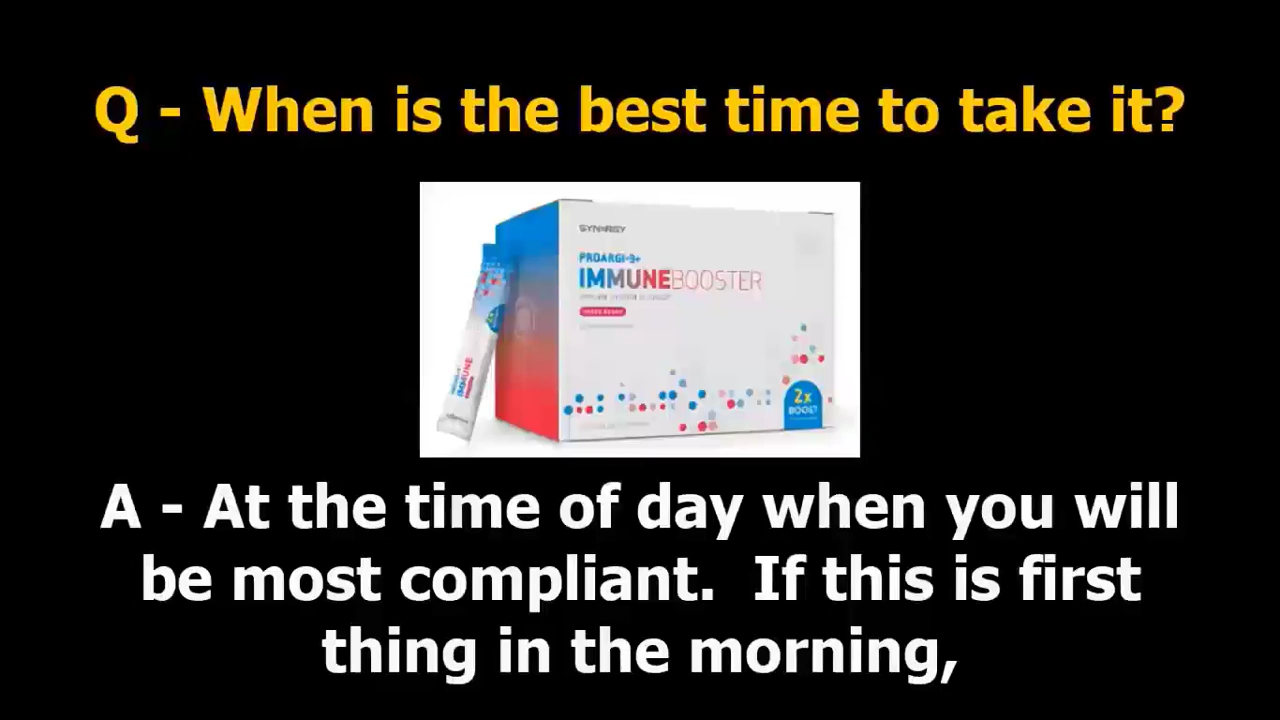 Q - When is the best time to take it?
SYNERGY
PROARGI-9+
IMMUNEBOOSTER
2x
BOOST
IMMUNE
A - At the time of day when you will
be most compliant.  If this is first
thing in the morning,